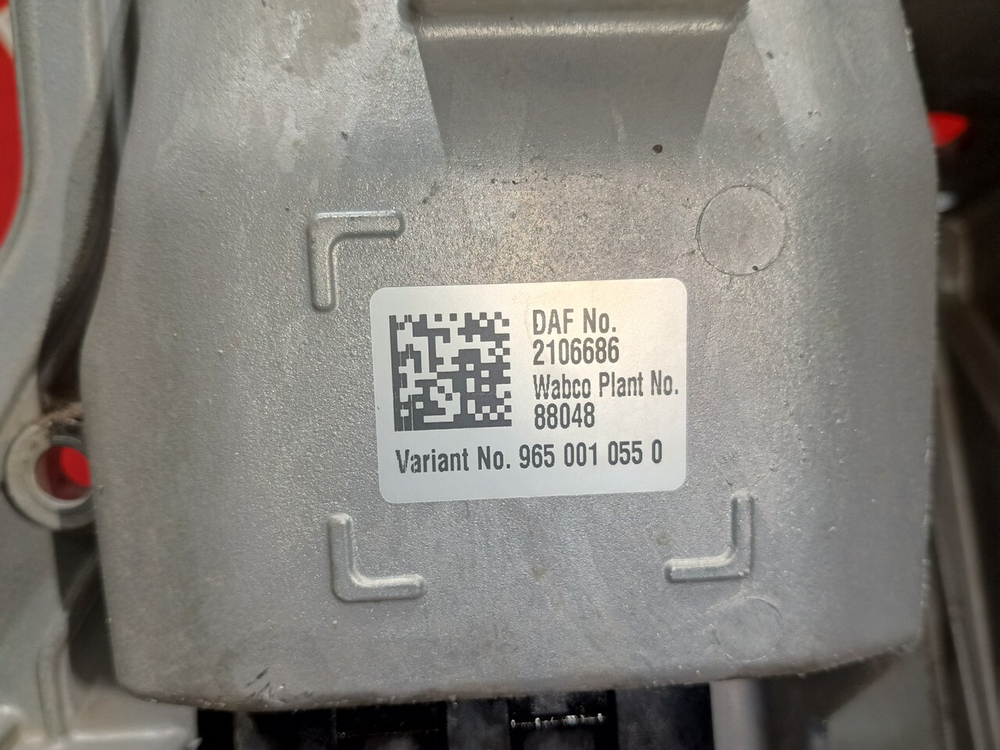 DAF No.
2106686
Wabco Plant No.
88048
Variant No. 965 001 055 0